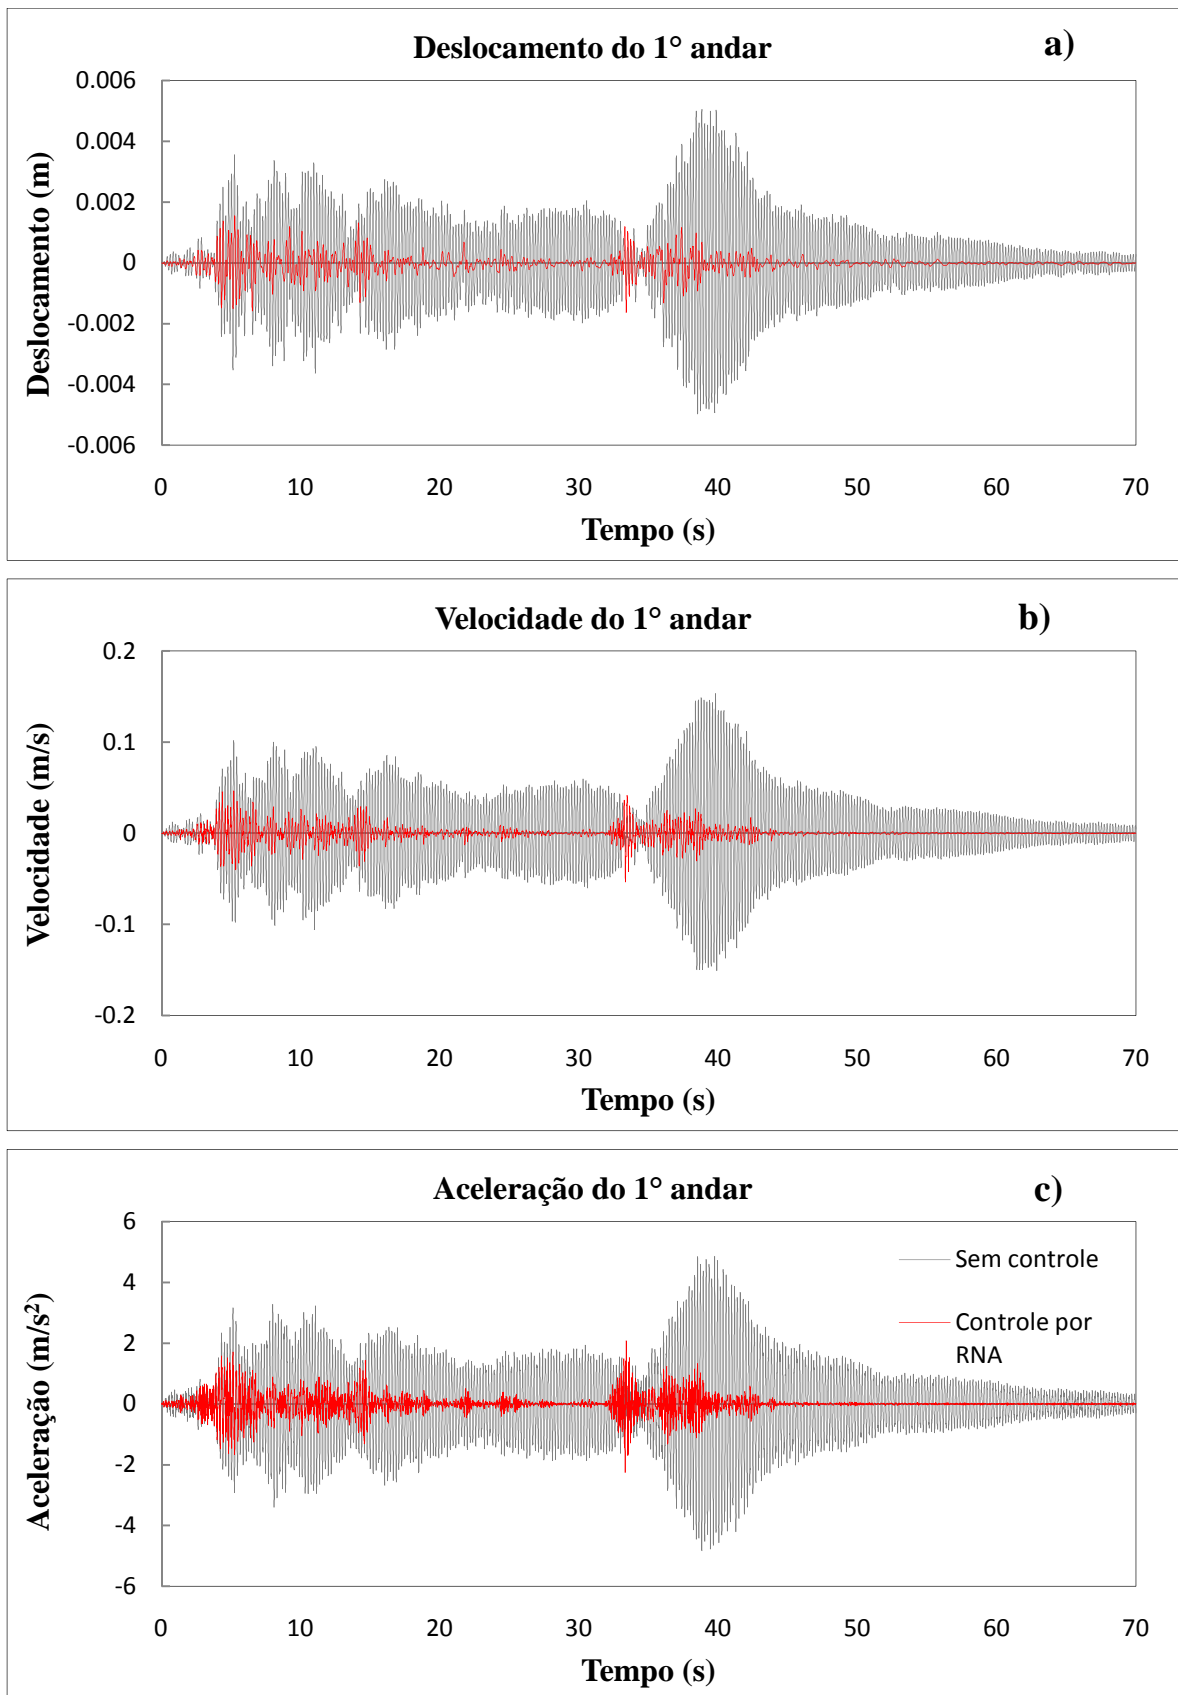 Deslocamento do 1° andar
a)
Deslocamento (m)
0.006
0.004
0.002
0
-0.002
-0.004
-0.006
0 10 20 30 40 50 60 70
Tempo (s)
Velocidade do 1° andar
b)
Velocidade (m/s)
0.2
0.1
0
-0.1
-0.2
0 10 20 30 40 50 60 70
Tempo (s)
Aceleração do 1° andar
c)
Aceleração (m/s²)
6
4
2
0
-2
-4
-6
Sem controle
Controle por
RNA
0 10 20 30 40 50 60 70
Tempo (s)